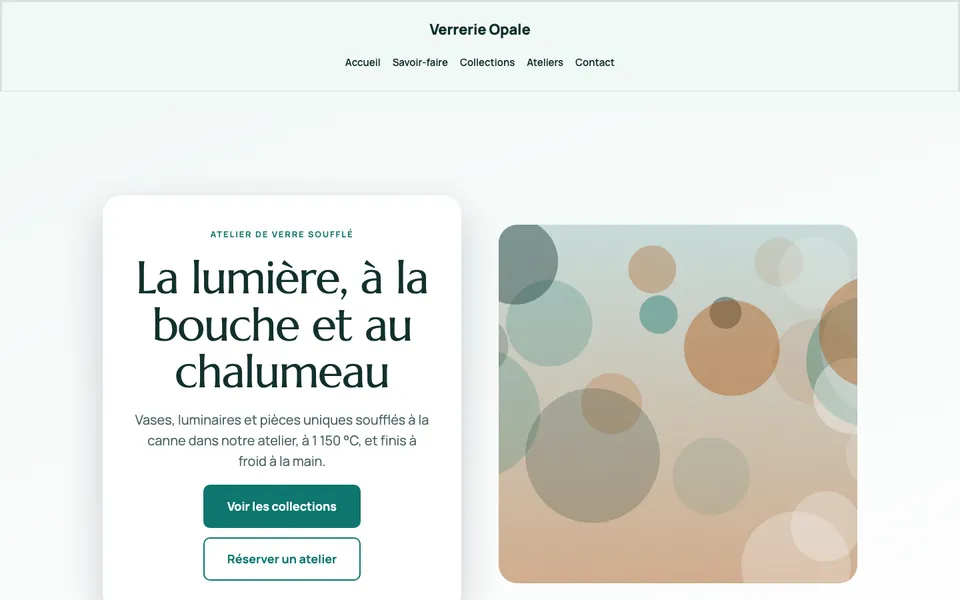 Verrerie Opale
Accueil Savoir-faire Collections Ateliers Contact
ATELIER DE VERRE SOUFFLÉ
La lumière, à la
bouche et au
chalumeau
Vases, luminaires et pièces uniques soufflés à la
canne dans notre atelier, à 1 150 °C, et finis à
froid à la main.
Voir les collections
Réserver un atelier